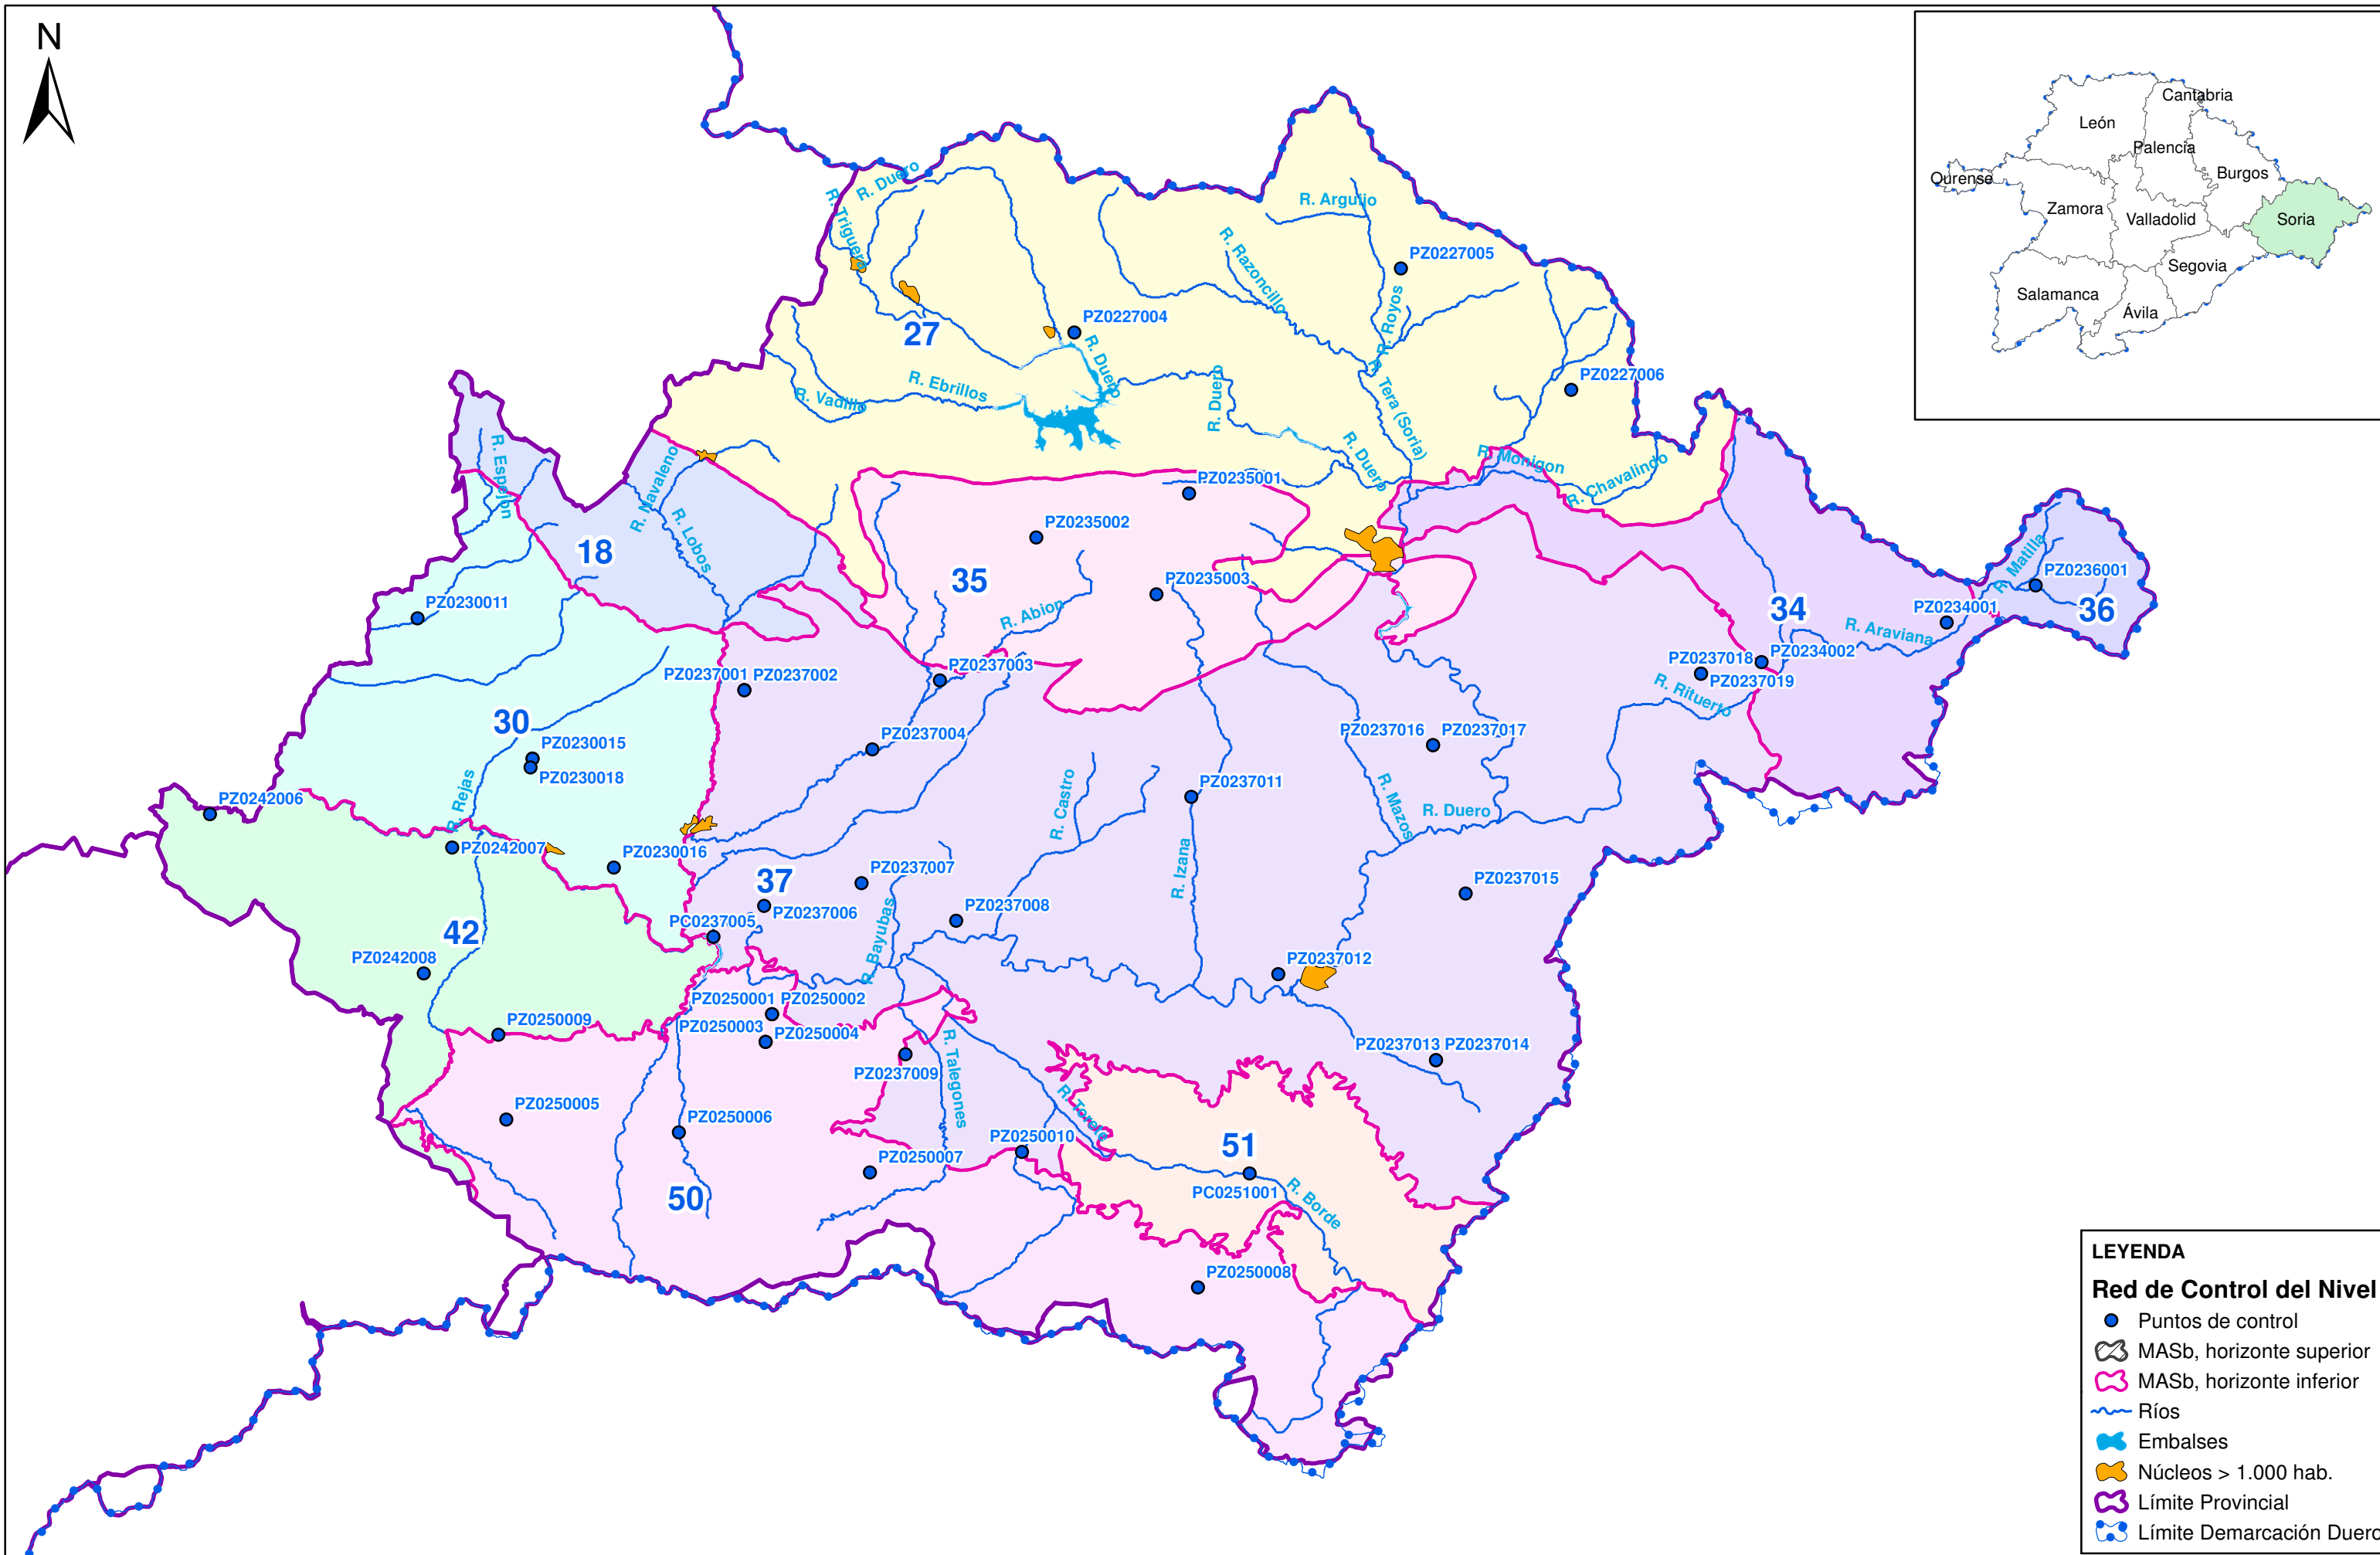 N
León
Cantabria
Palencia
Burgos
Ourense
Zamora
Valladolid
Soria
Segovia
Salamanca
Ávila
R. Duero
R. Triguera
R. Arguijo
R. Razoncillo
PZ0227005
R. Royos
27
PZ0227004
R. Duero
R. Ebrillos
R. Vadillo
R. Duero
R. Tera (Soria)
PZ0227006
R. Espejon
R. Navaleno
R. Lobos
18
R. Duero
R. Monigon
R. Chavalindo
PZ0235001
PZ0235002
35
PZ0235003
R. Abion
R. Matilla
PZ0236001
36
34
PZ0234001
R. Araviana
PZ0230011
PZ0237001
PZ0237002
PZ0237003
PZ0237018
PZ0234002
PZ0237019
R. Rituerto
30
PZ0230015
PZ0230018
PZ0237004
PZ0237016
PZ0237017
R. Rejas
PZ0242006
PZ0242007
PZ0230016
R. Castro
PZ0237011
R. Mazos
R. Duero
R. Izana
37
PZ0237007
PZ0237006
PC0237005
PZ0237008
PZ0237015
R. Bayubas
42
PZ0242008
PZ0237012
PZ0250001
PZ0250002
PZ0250003
PZ0250004
PZ0250009
PZ0237013
PZ0237014
PZ0237009
R. Talegones
R. Torete
PZ0250005
PZ0250006
PZ0250010
51
PZ0250007
50
PC0251001
R. Borde
PZ0250008
LEYENDA
Red de Control del Nivel
Puntos de control
MASb, horizonte superior
MASb, horizonte inferior
Ríos
Embalses
Núcleos > 1.000 hab.
Límite Provincial
Límite Demarcación Duero